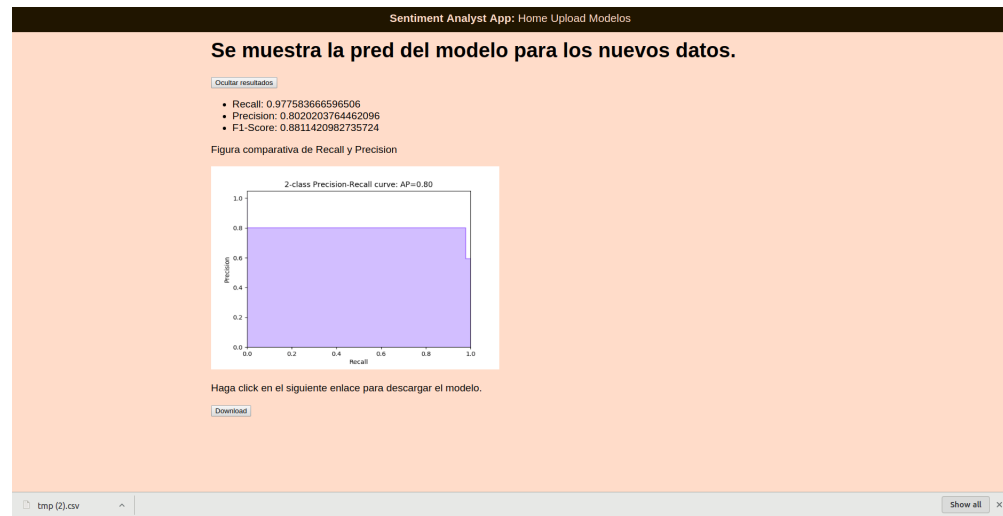 Sentiment Analyst App: Home Upload Modelos
Se muestra la pred del modelo para los nuevos datos.
Ocultar resultados
Recall: 0.977583666596506
Precision: 0.8020203764462096
F1-Score: 0.8811420982735724
Figura comparativa de Recall y Precision
2-class Precision-Recall curve: AP=0.80
1.0
0.8
0.6
0.4
0.2
0.0
Precision
0.0 0.2 0.4 0.6 0.8 1.0
Recall
Haga click en el siguiente enlace para descargar el modelo.
Download
tmp (2).csv
Show all